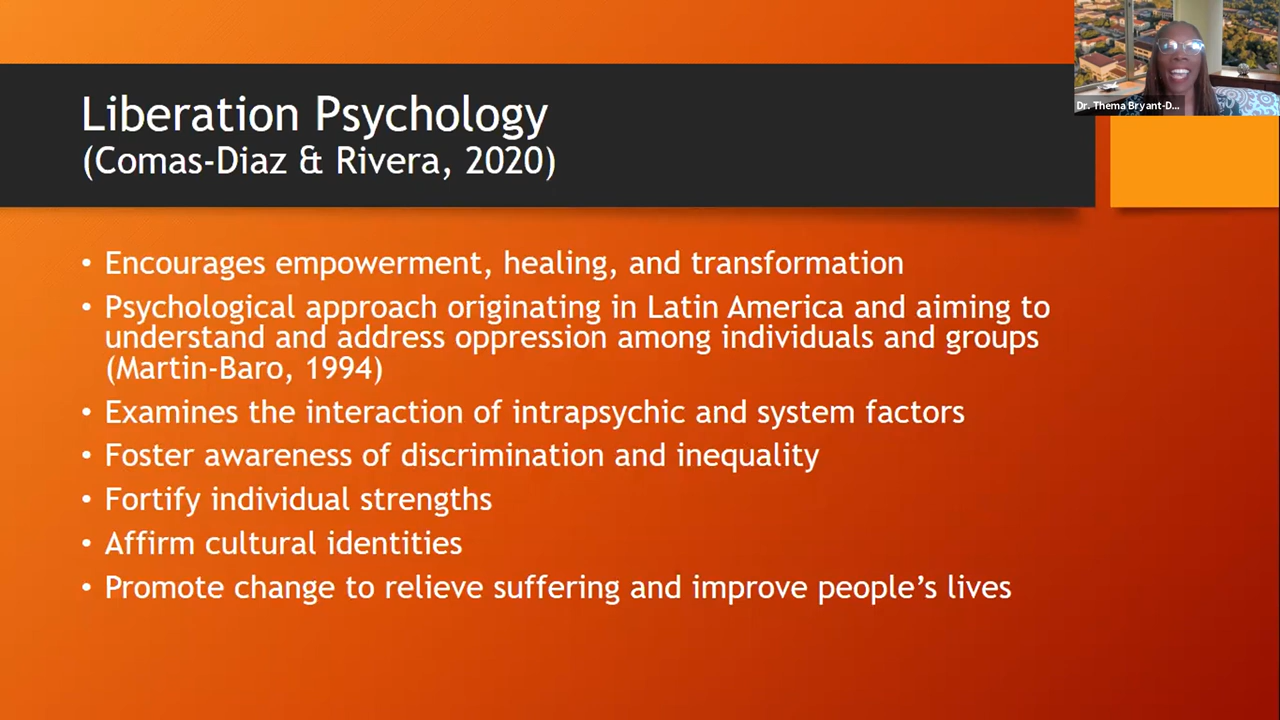 Liberation Psychology
(Comas-Diaz & Rivera, 2020)
Dr. Thema Bryant-D...
• Encourages empowerment, healing, and transformation
• Psychological approach originating in Latin America and aiming to
understand and address oppression among individuals and groups
(Martin-Baro, 1994)
• Examines the interaction of intrapsychic and system factors
• Foster awareness of discrimination and inequality
• Fortify individual strengths
• Affirm cultural identities
• Promote change to relieve suffering and improve people’s lives